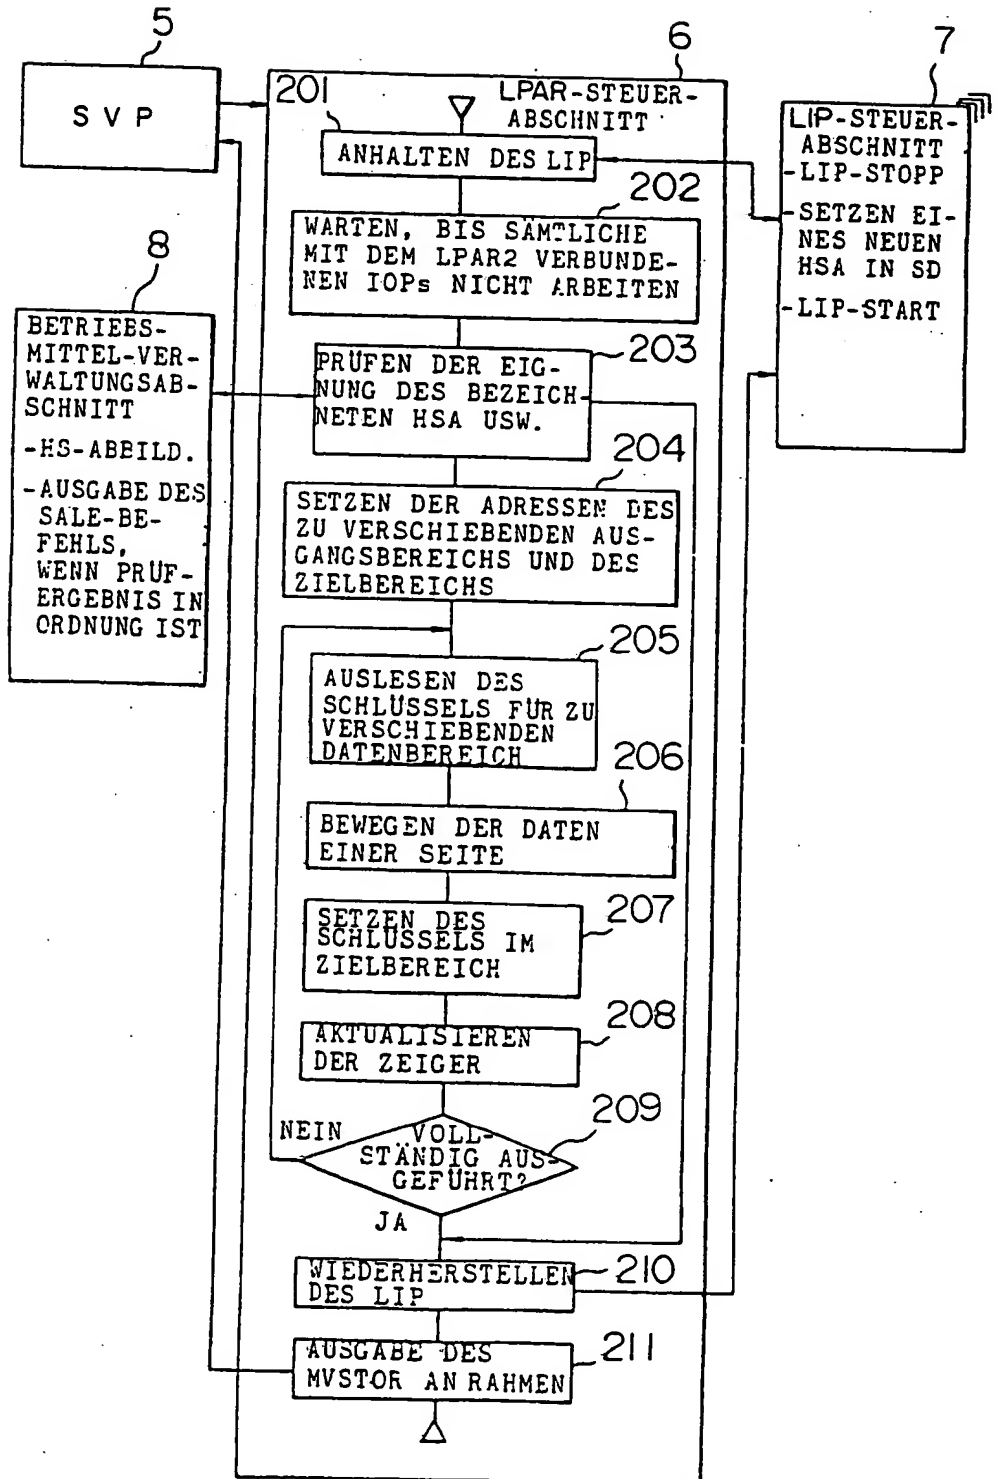 5
SVP
6
LPAR-STEUER-
ABSCHNITT
7
LIP-STEUER-
ABSCHNITT
-LIP-STOPP
-SETZEN EI-
NES NEUEN
HSA IN SD
-LIP-START
8
BETRIEBS-
MITTEL-VER-
WALTUNGSAB-
SCHNITT
-HS-ABBILD.
-AUSGABE DES
SALE-BE-
FEHLS,
WENN PRÜF-
ERGEBNIS IN
ORDNUNG IST
201
ANHALTEN DES LIP
202
WARTEN, BIS SÄMTLICHE
MIT DEM LPAR2 VERBUNDE-
NEN IOPs NICHT ARBEITEN
203
PRÜFEN DER EIG-
NUNG DES BEZEICH-
NETEN HSA USW.
204
SETZEN DER ADRESSEN DES
ZU VERSCHIEBENDEN AUS-
GANGSBEREICHS UND DES
ZIELBEREICHS
205
AUSLESEN DES
SCHLÜSSELS FÜR ZU
VERSCHIEBENDEN
DATENBEREICH
206
BEWEGEN DER DATEN
EINER SEITE
207
SETZEN DES
SCHLÜSSELS IM
ZIELBEREICH
208
AKTUALISIEREN
DER ZEIGER
209
NEIN
VOLL-
STÄNDIG AUS-
GEFÜHRT?
JA
210
WIEDERHERSTELLEN
DES LIP
211
AUSGABE DES
MVSTOR AN RAHMEN